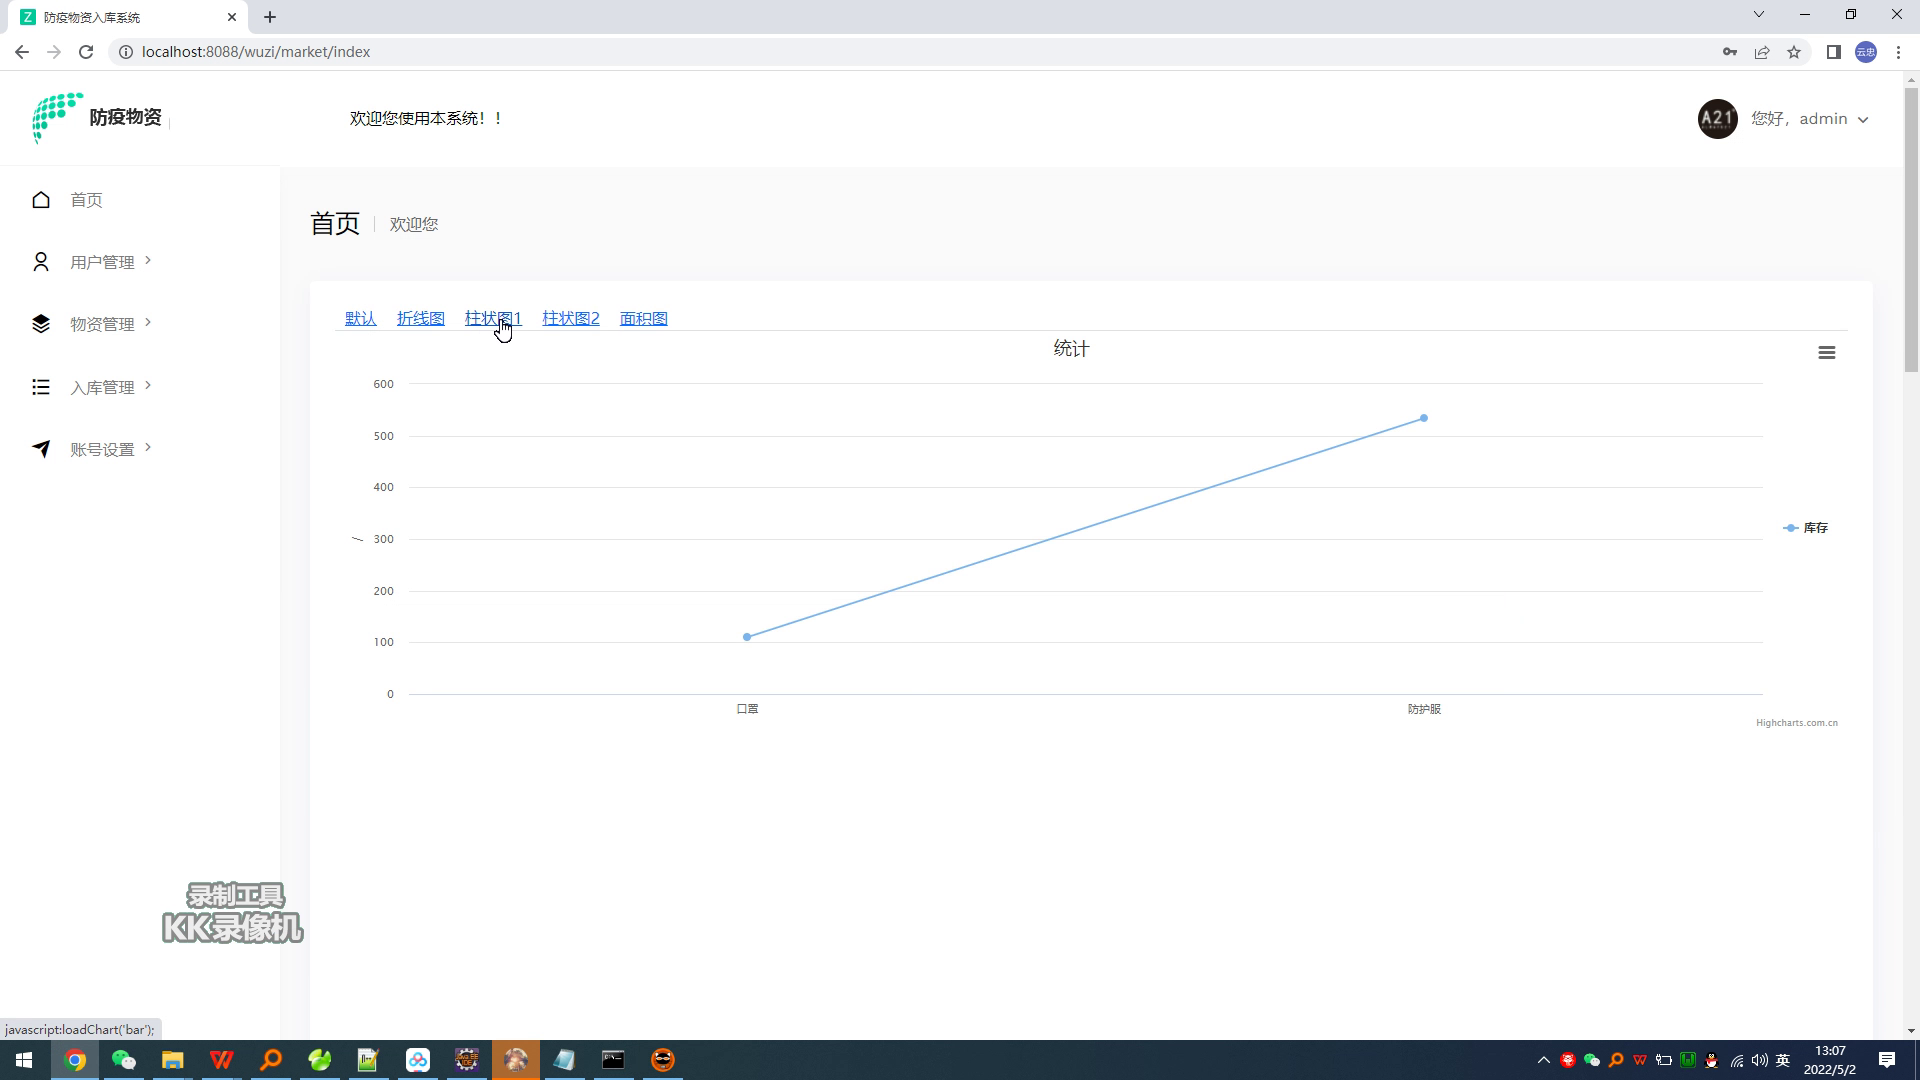 防疫物资入库系统
localhost:8088/wuzi/market/index
云忠
防疫物资
欢迎您使用本系统！！
A21
您好，admin
首页
用户管理
物资管理
入库管理
账号设置
首页
欢迎您
默认 折线图 柱状图1 柱状图2 面积图
统计
600
500
400
300
200
100
0
/
口罩
防护服
库存
Highcharts.com.cn
录制工具
KK录像机
javascript:loadChart('bar');
英
13:07
2022/5/2